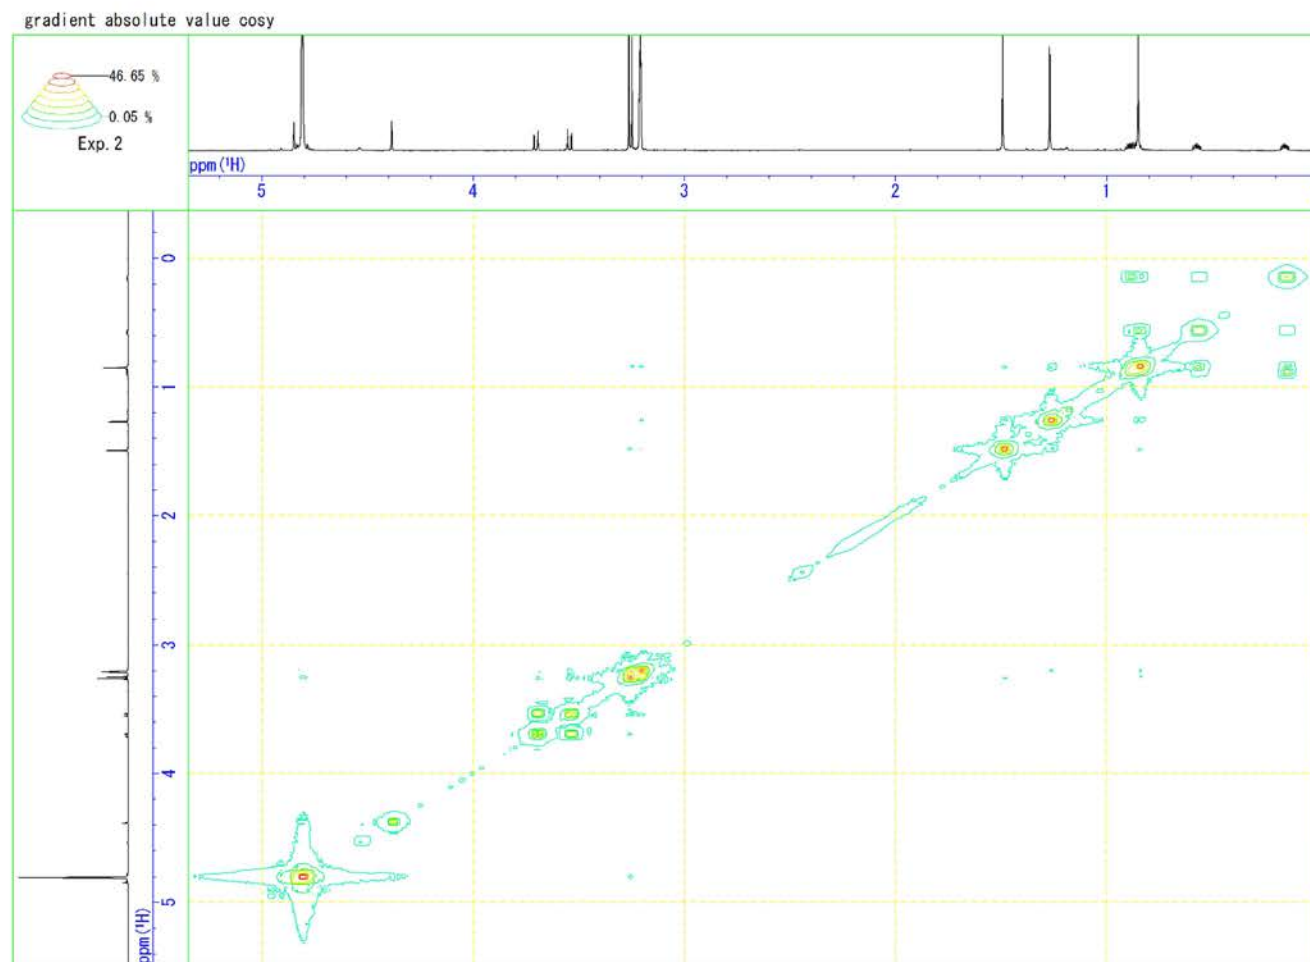 gradient absolute value cosy
46.65 %
0.05 %
Exp. 2
ppm(¹H)
5 4 3 2 1
0
1
2
3
4
5
ppm(¹H)